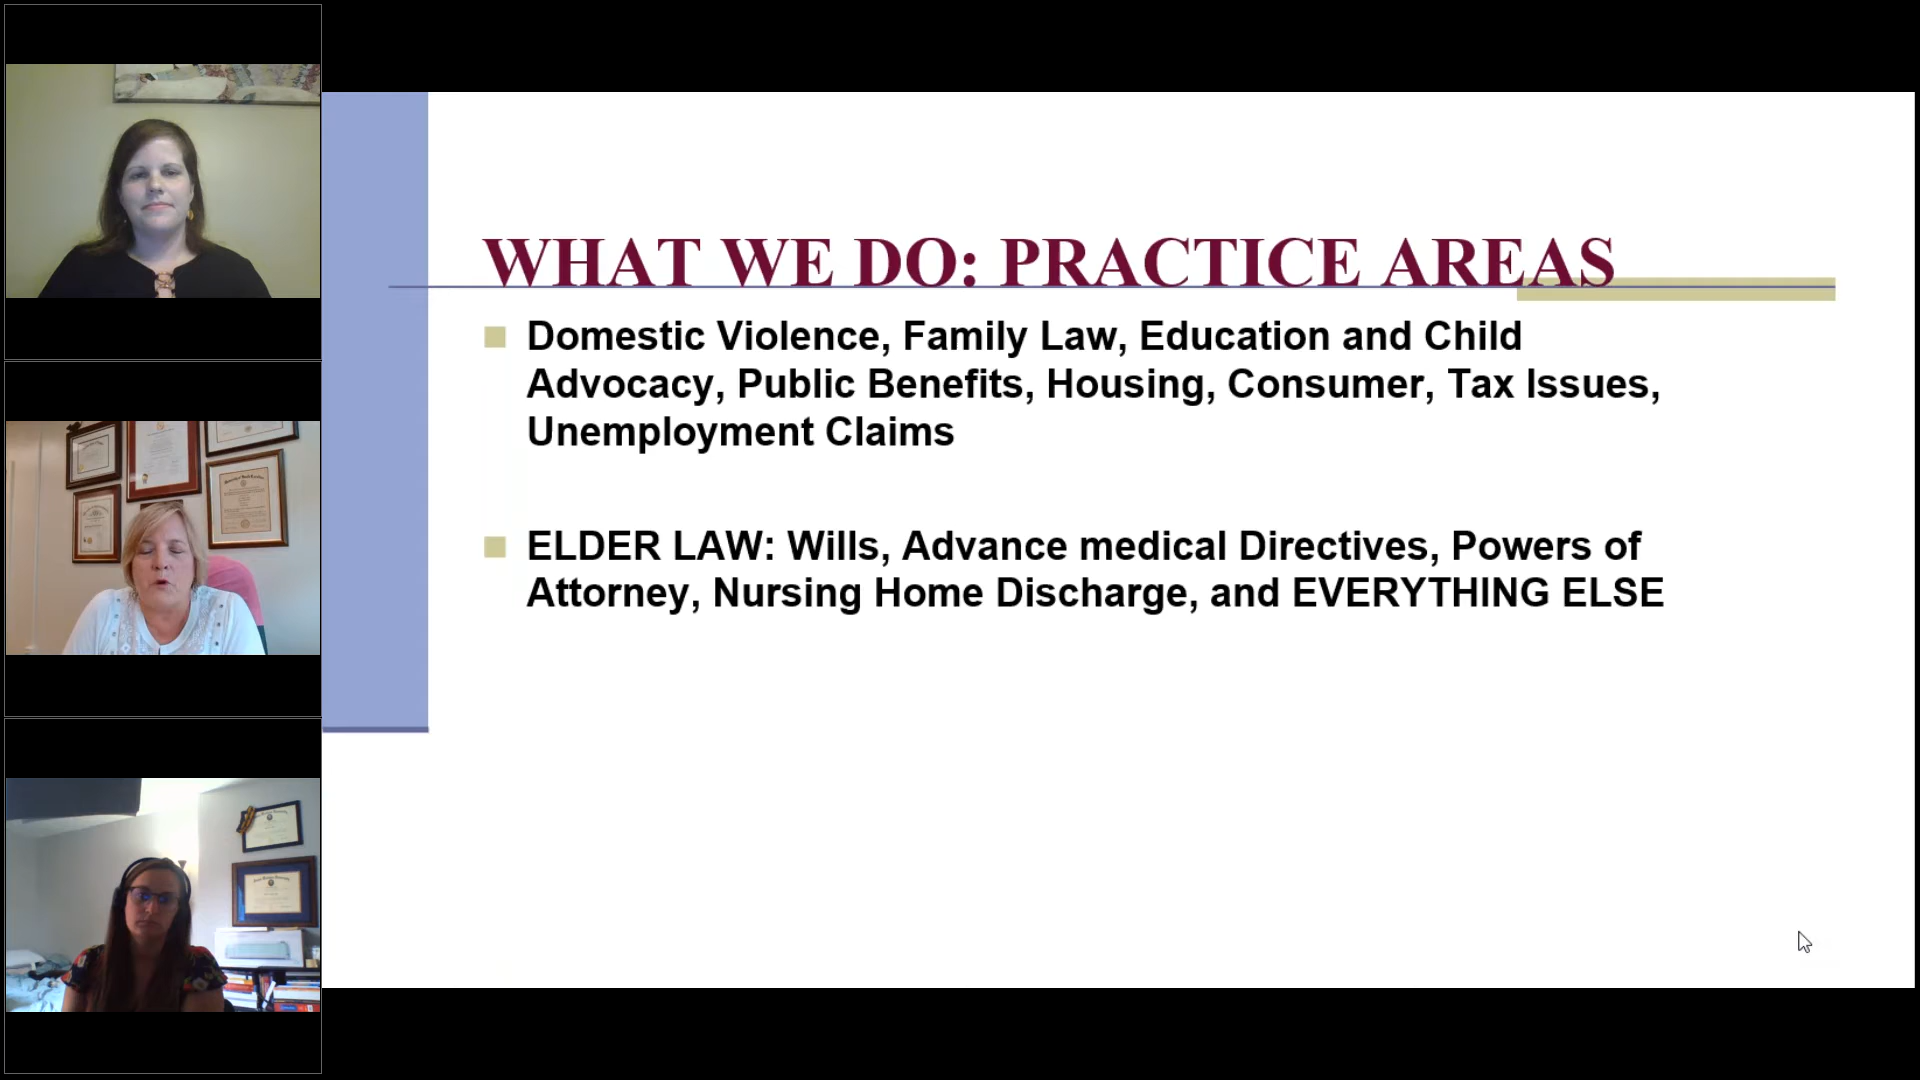 WHAT WE DO: PRACTICE AREAS
Domestic Violence, Family Law, Education and Child
Advocacy, Public Benefits, Housing, Consumer, Tax Issues,
Unemployment Claims
ELDER LAW: Wills, Advance medical Directives, Powers of
Attorney, Nursing Home Discharge, and EVERYTHING ELSE